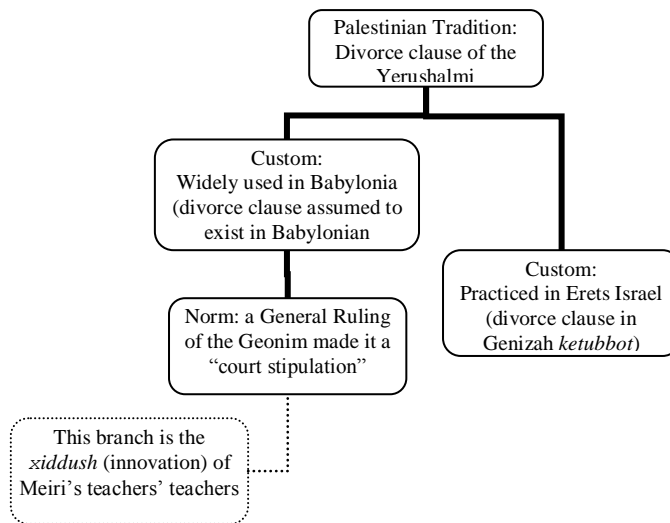 Palestinian Tradition:
Divorce clause of the
Yerushalmi
Custom:
Widely used in Babylonia
(divorce clause assumed to
exist in Babylonian
Custom:
Practiced in Erets Israel
(divorce clause in
Genizah ketubbot)
Norm: a General Ruling
of the Geonim made it a
“court stipulation”
This branch is the
xiddush (innovation) of
Meiri’s teachers’ teachers